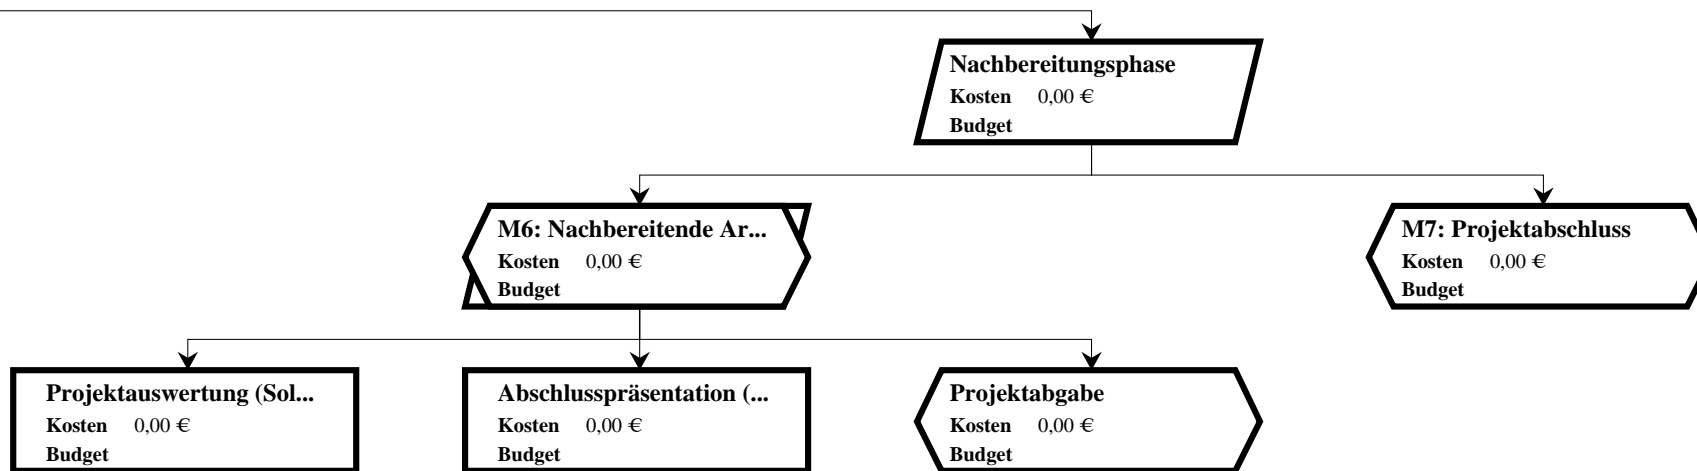 Nachbereitungsphase
Kosten 0,00 €
Budget
M6: Nachbereitende Ar...
Kosten 0,00 €
Budget
M7: Projektabschluss
Kosten 0,00 €
Budget
Projektauswertung (Sol...
Kosten 0,00 €
Budget
Abschlusspräsentation (...
Kosten 0,00 €
Budget
Projektabgabe
Kosten 0,00 €
Budget